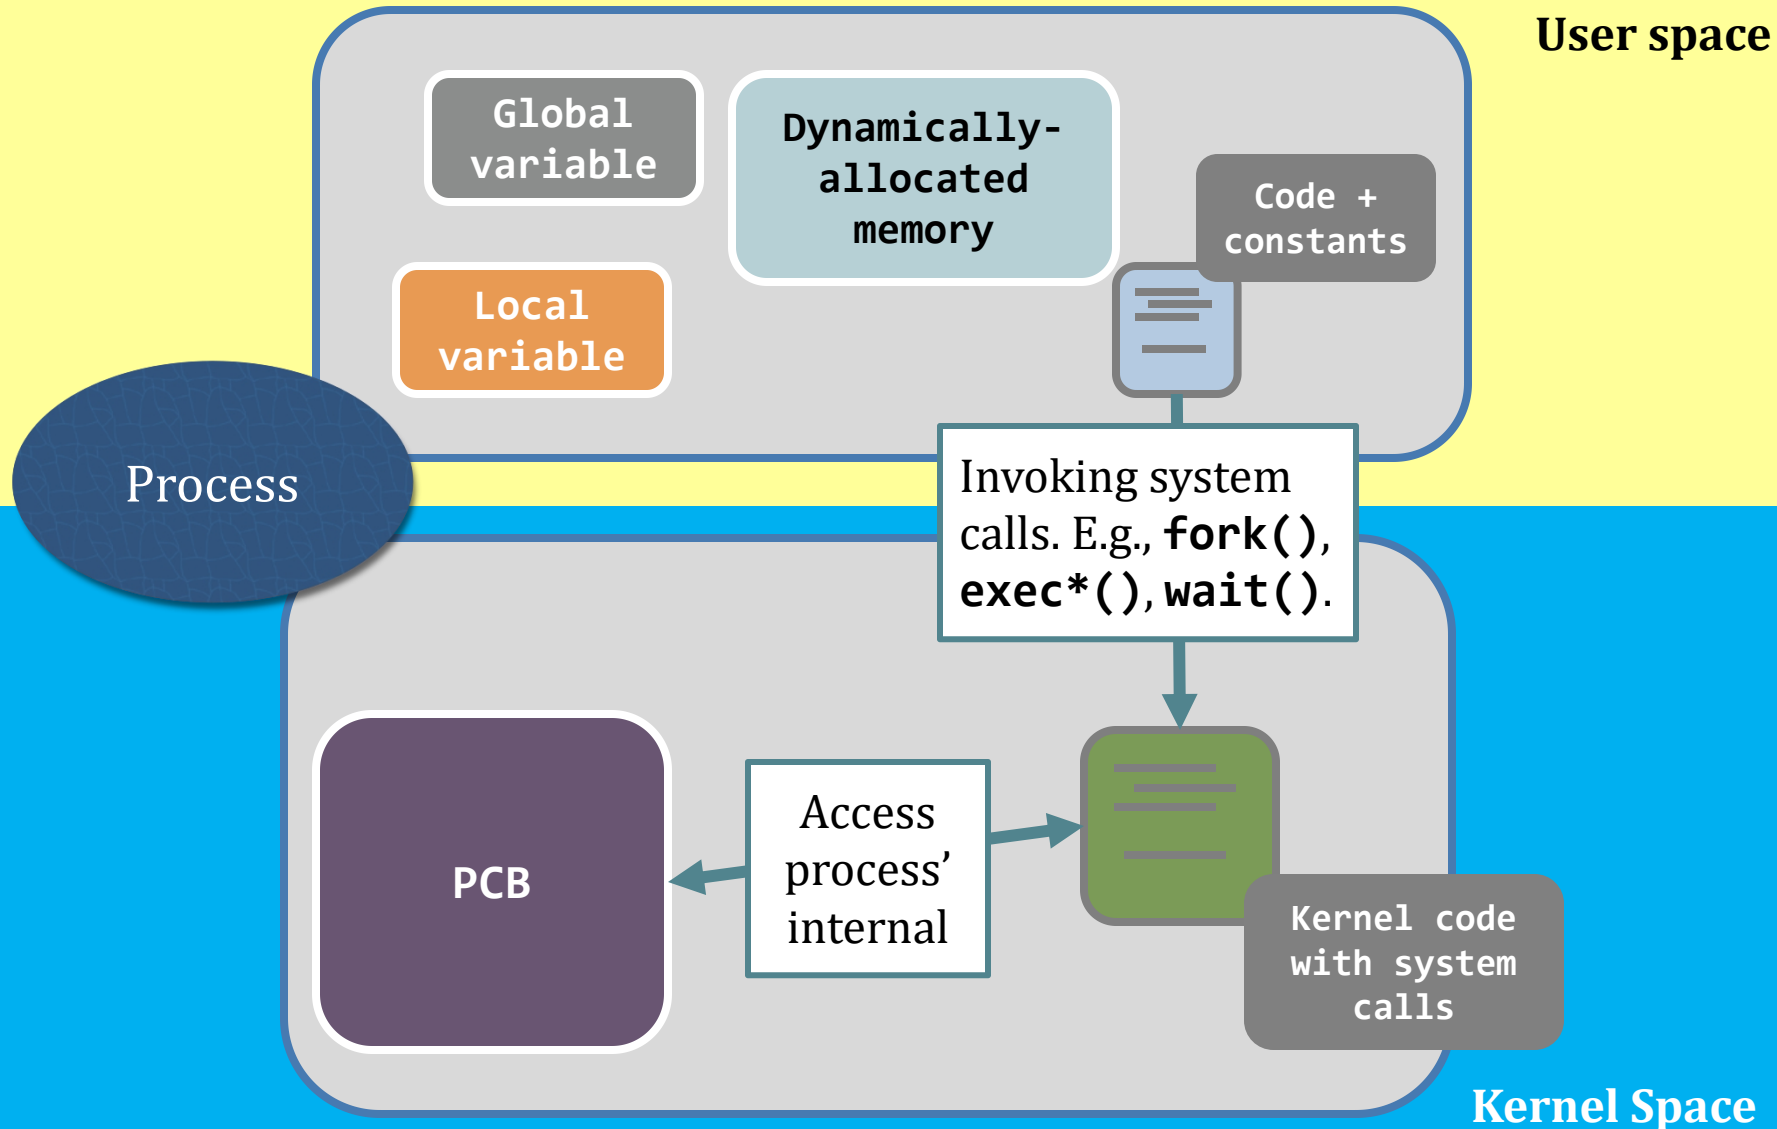 User space
Global
variable
Dynamically-
allocated
memory
Code +
constants
Local
variable
Process
Invoking system
calls. E.g., fork(),
exec*(), wait().
PCB
Access
process’
internal
Kernel code
with system
calls
Kernel Space